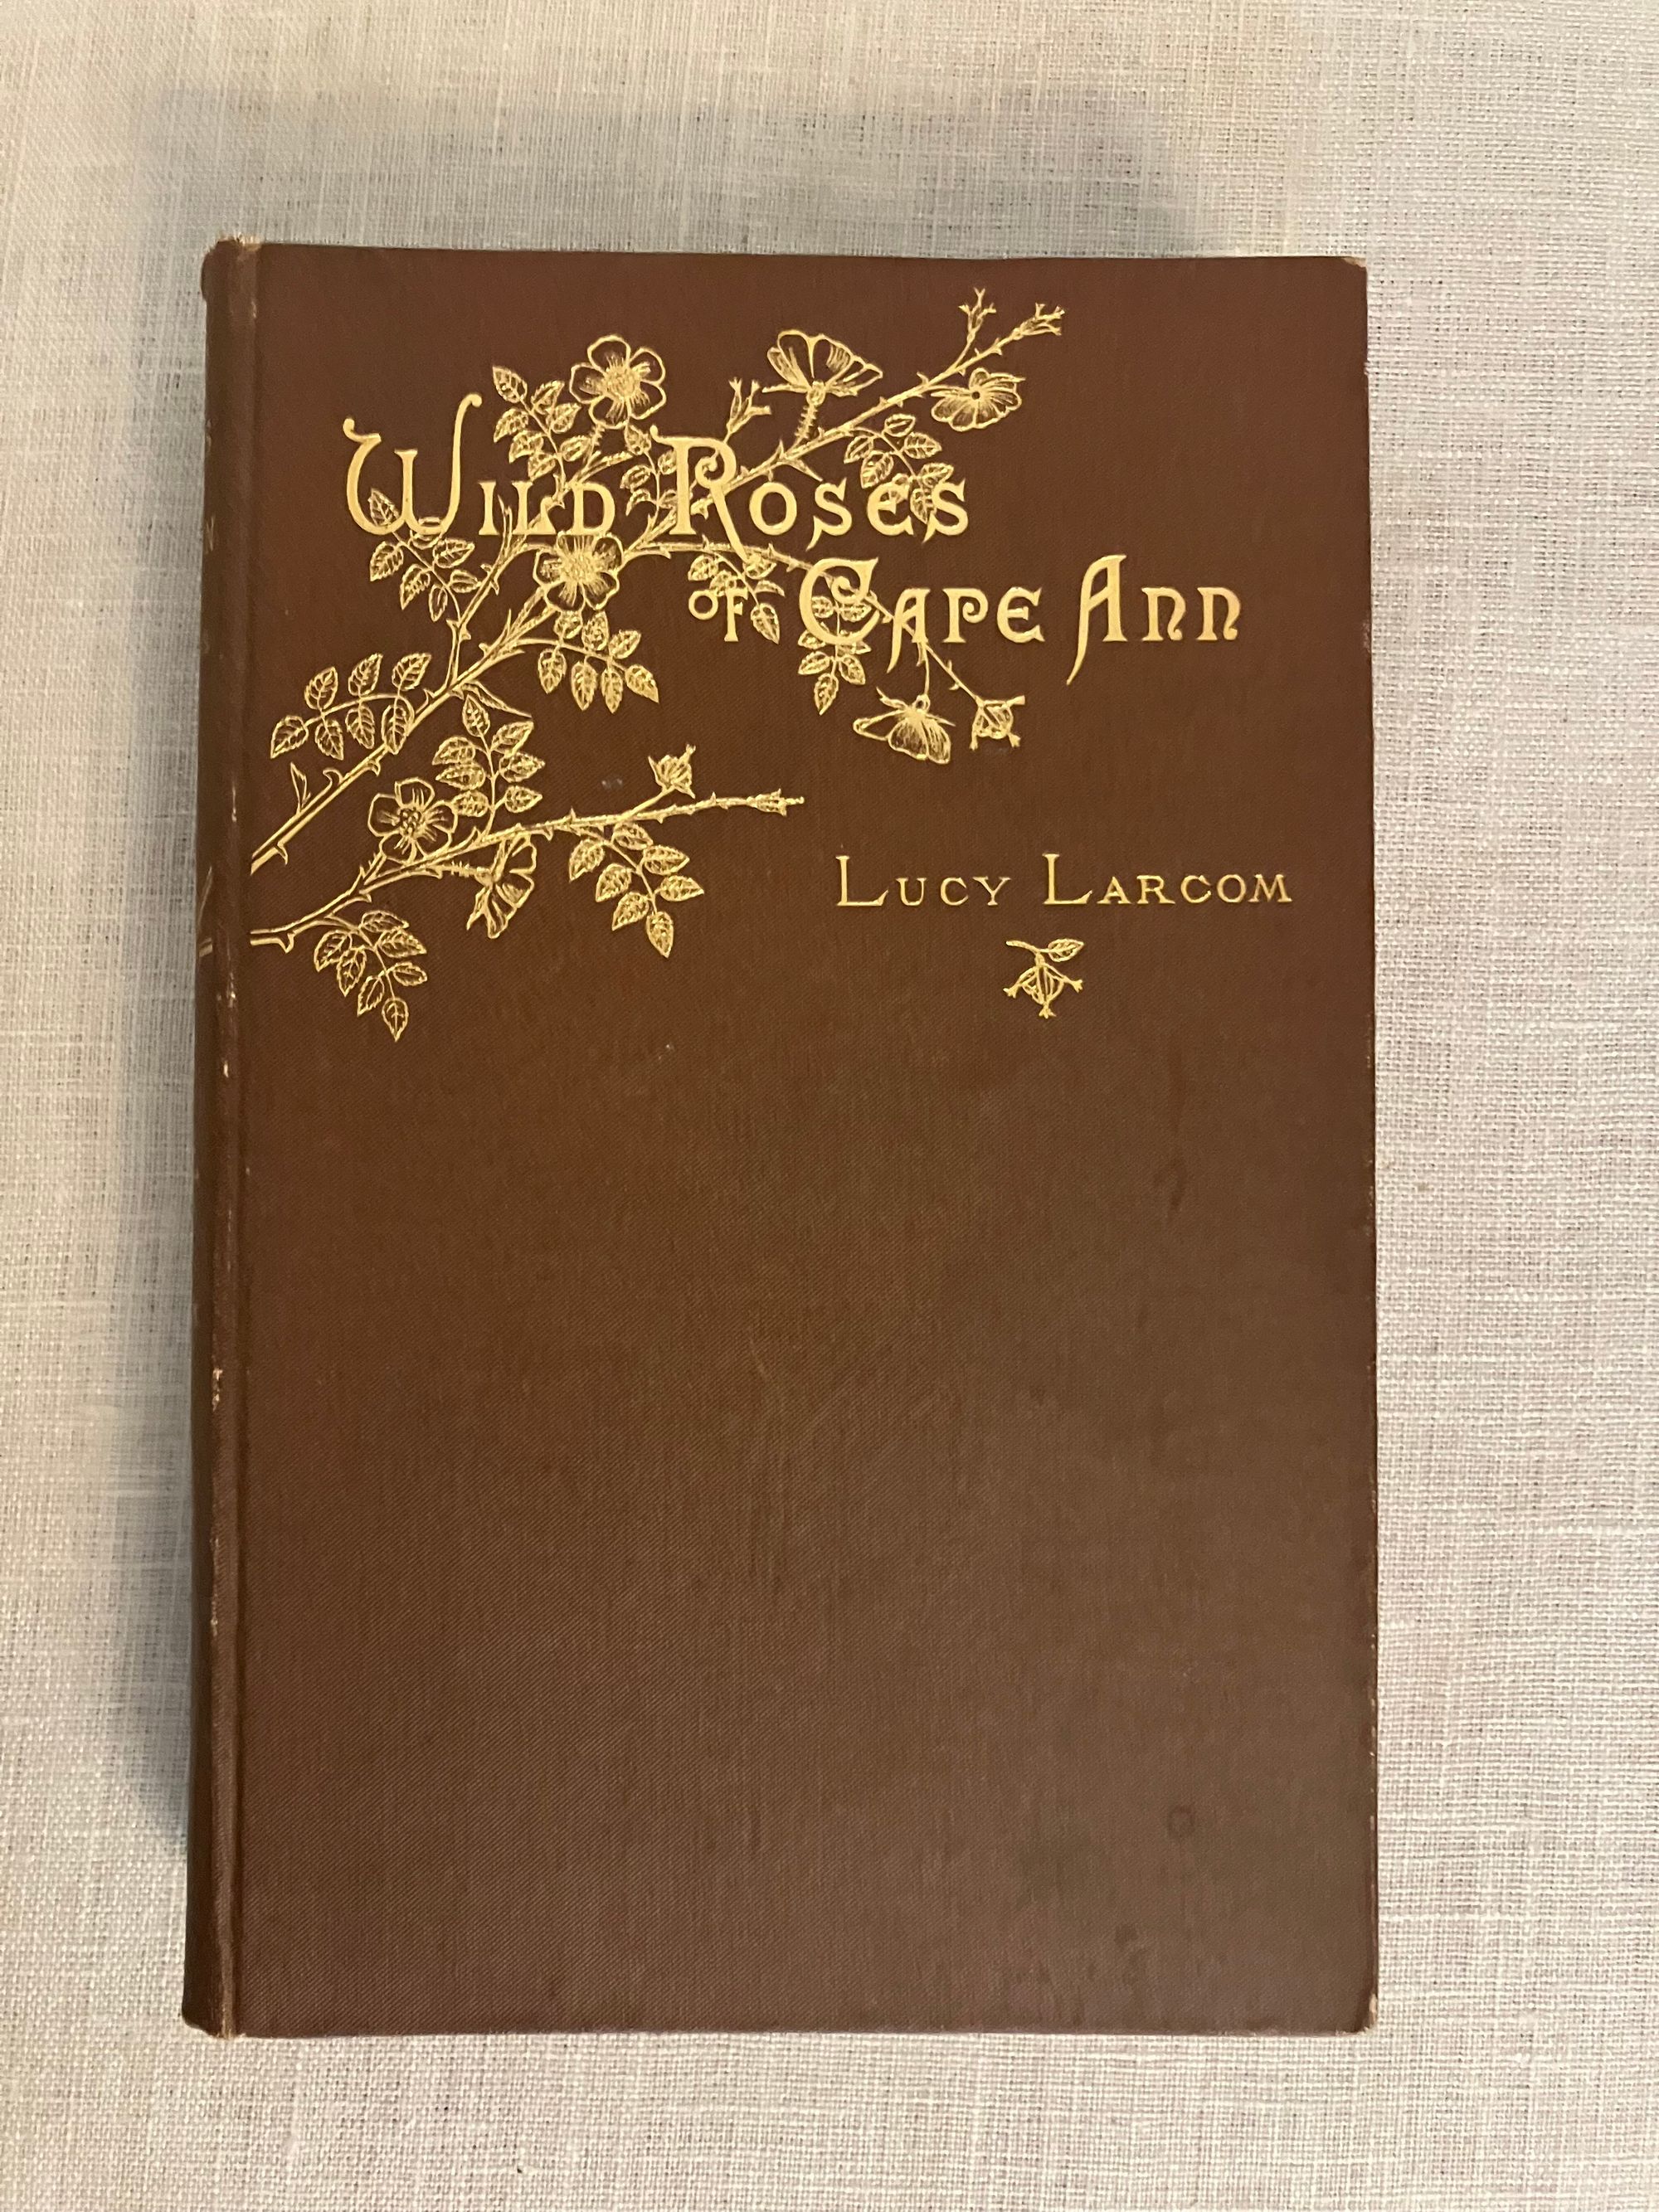 Wild Roses
of Cape Ann
Lucy Larcom